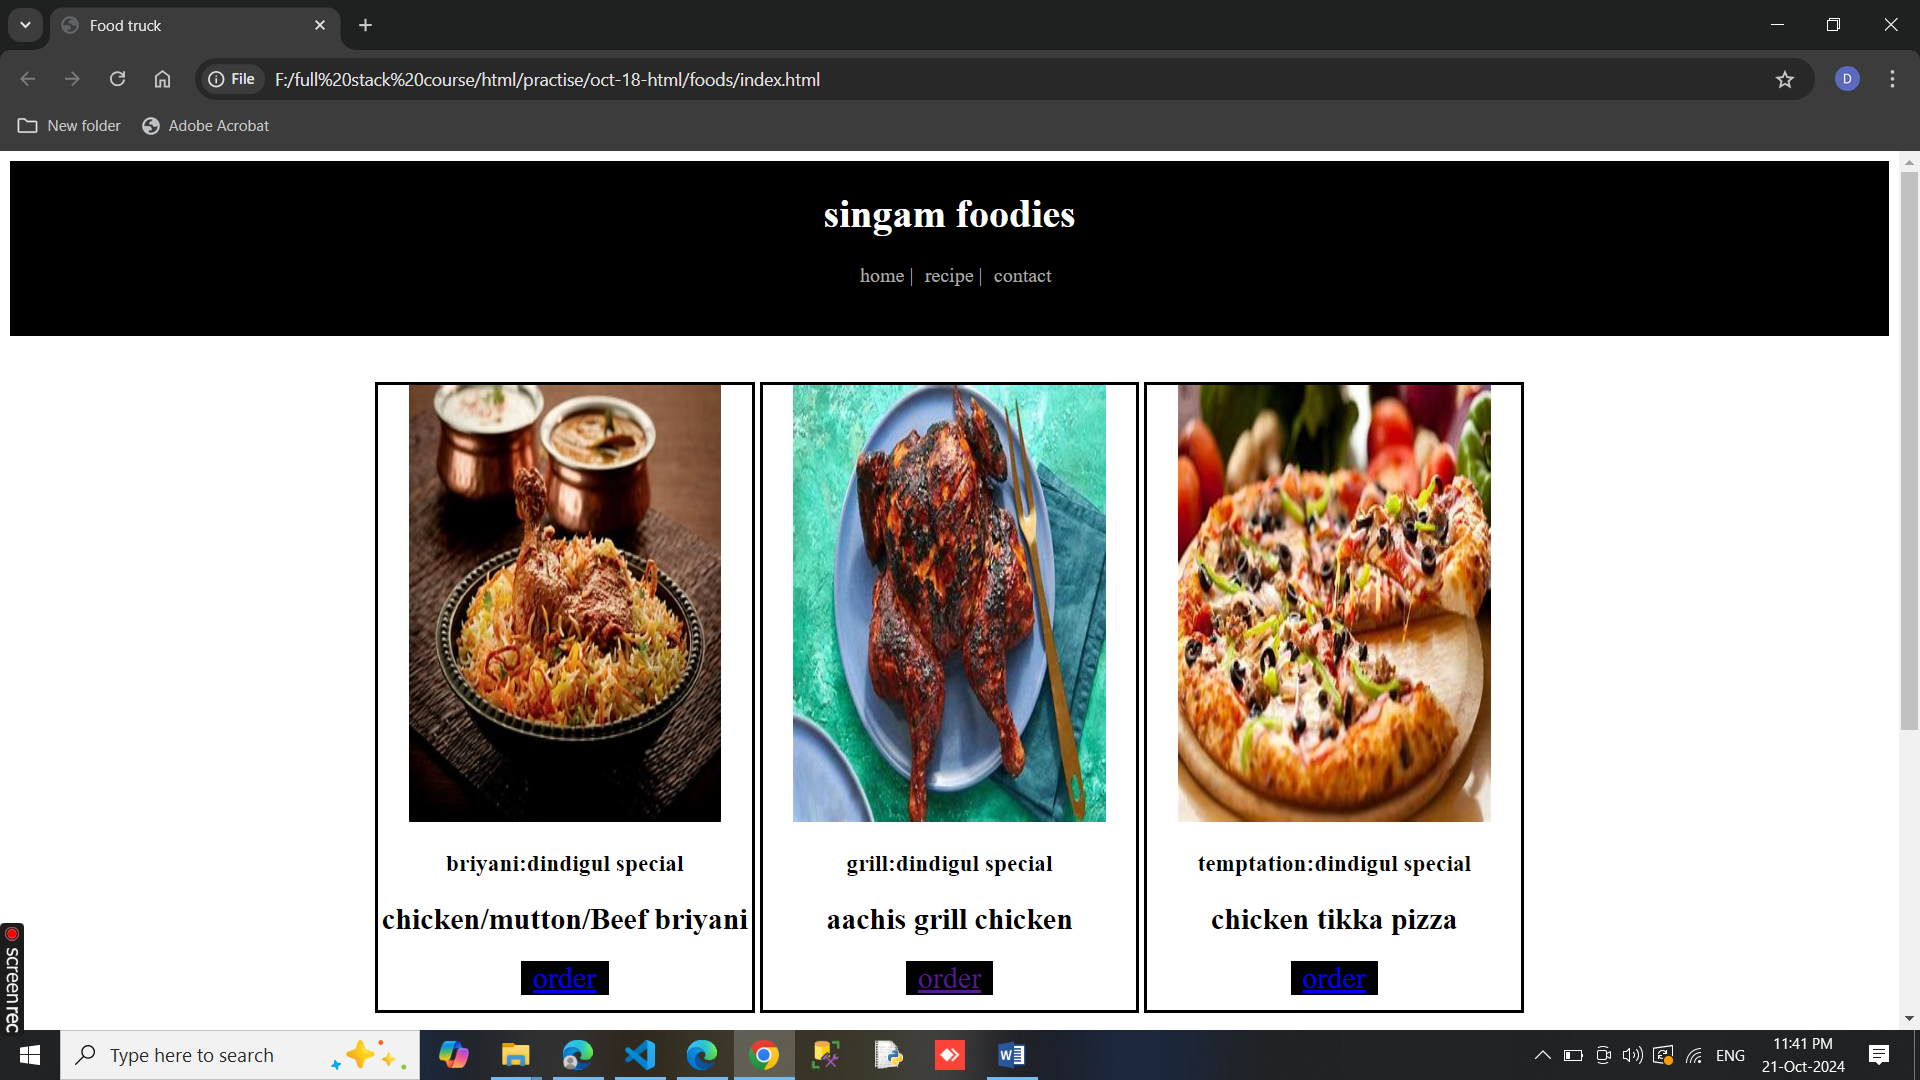 Food truck
File F:/full%20stack%20course/html/practise/oct-18-html/foods/index.html
D
New folder Adobe Acrobat
singam foodies
home | recipe | contact
briyani:dindigul special grill:dindigul special temptation:dindigul special
chicken/mutton/Beef briyani aachis grill chicken chicken tikka pizza
order order order
screenrec
Type here to search
ENG
11:41 PM
21-Oct-2024